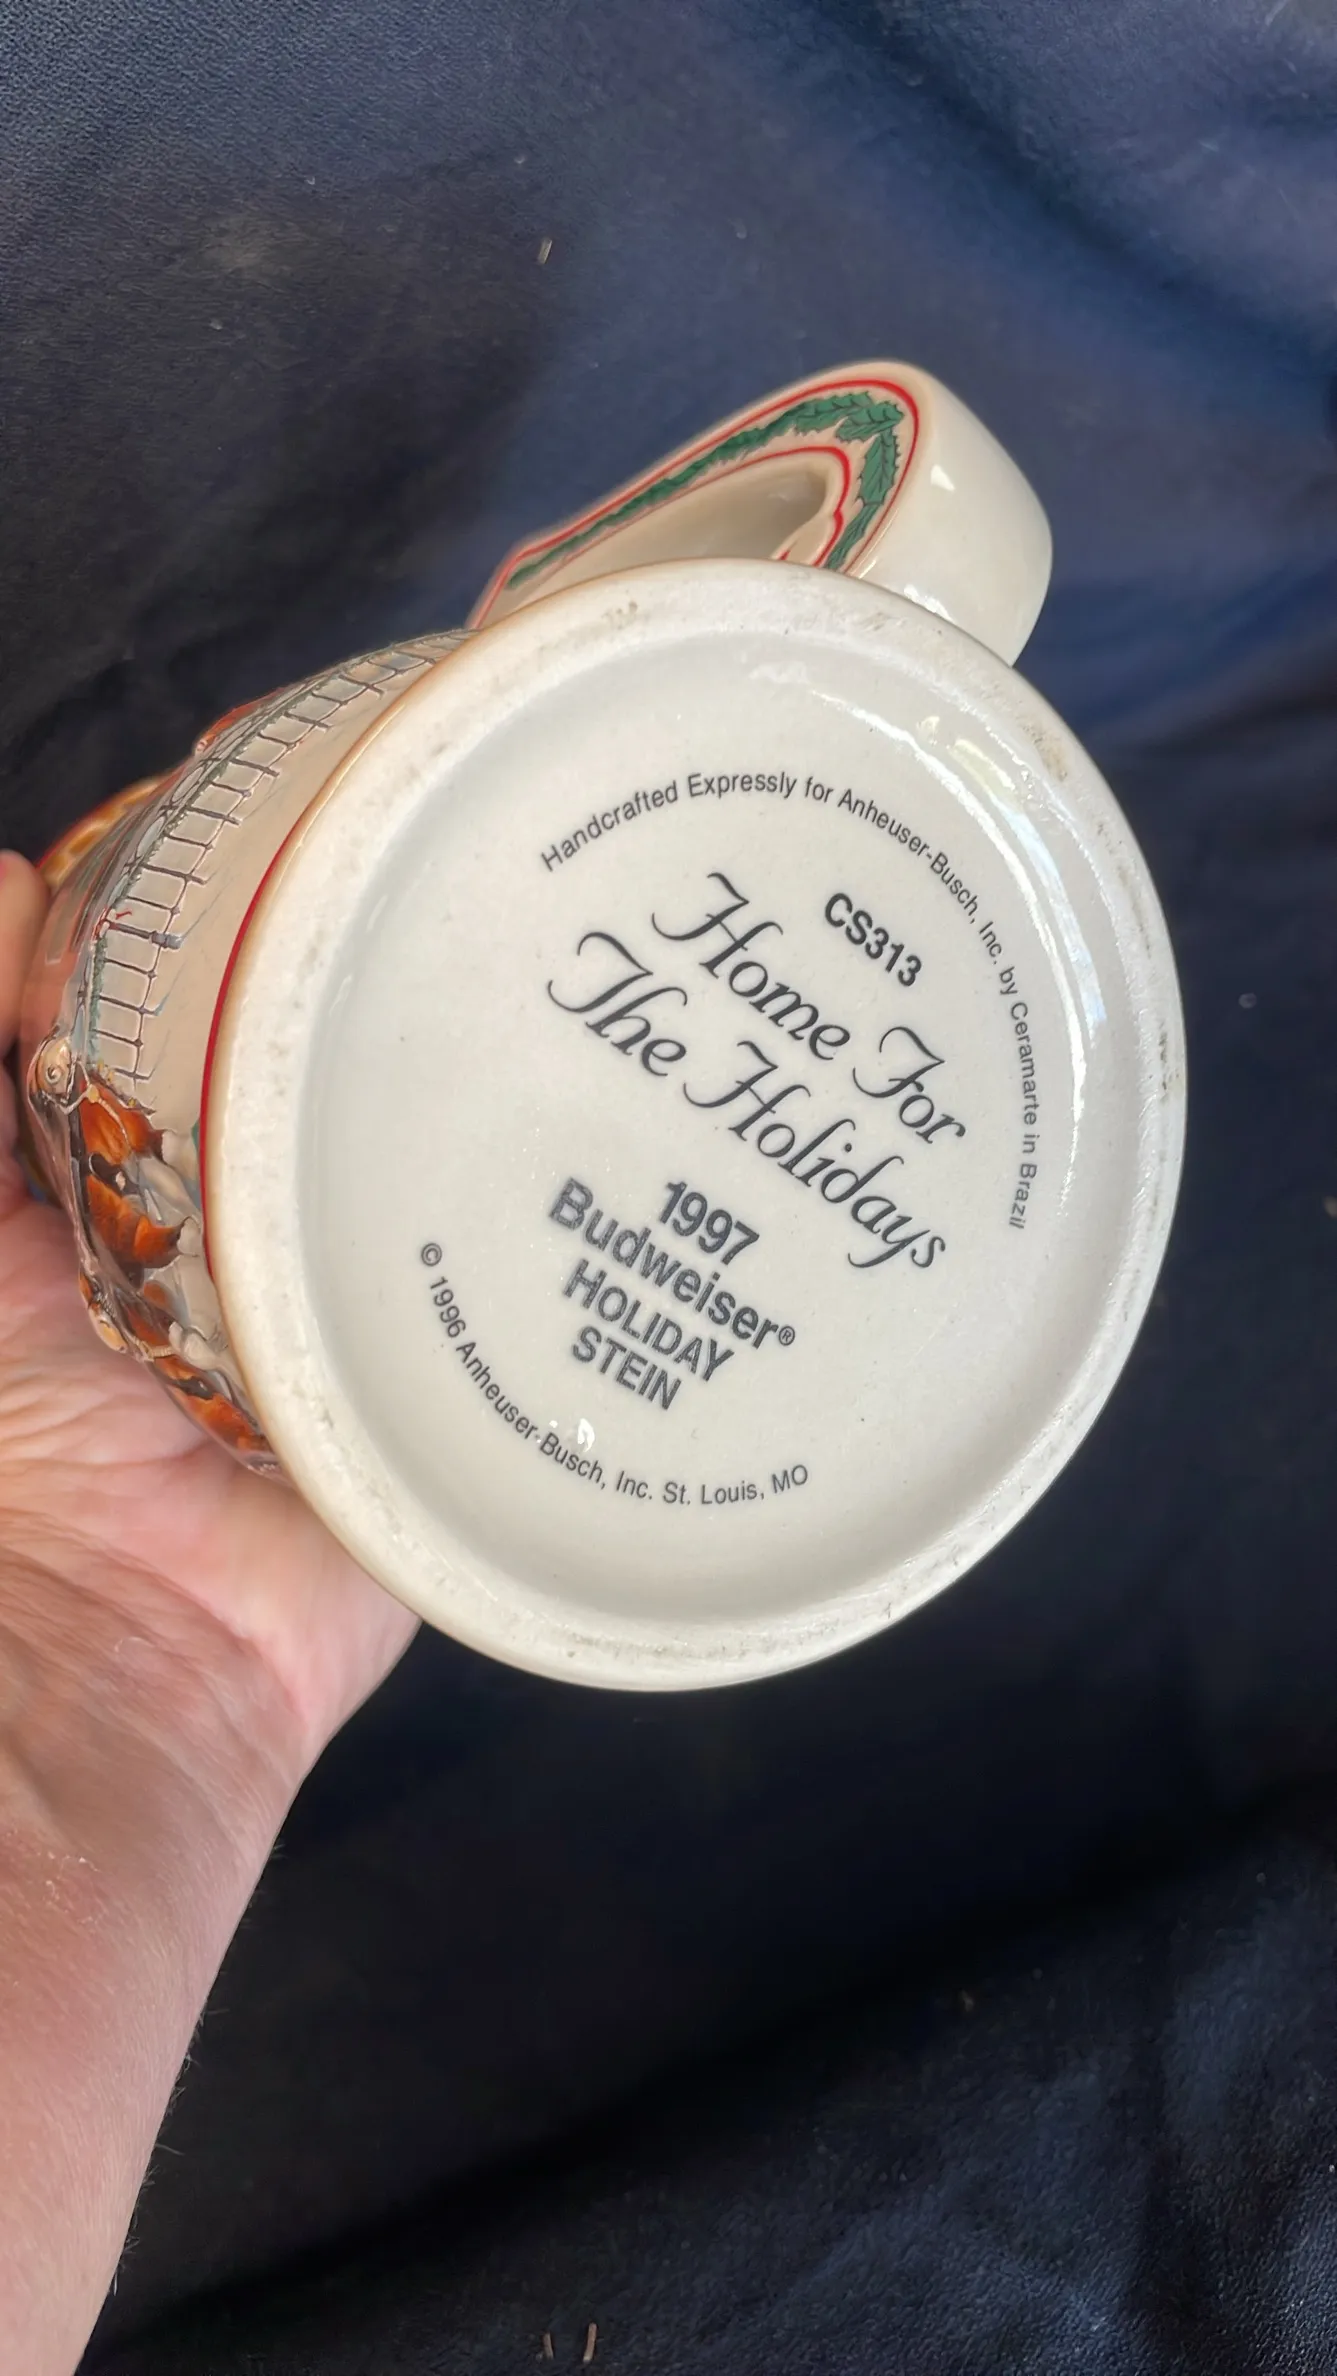 Handcrafted Expressly for Anheuser-Busch, Inc. by Ceramarte in Brazil
CS313
Home For
The Holidays
1997
Budweiser®
HOLIDAY
STEIN
© 1996 Anheuser-Busch, Inc. St. Louis, MO